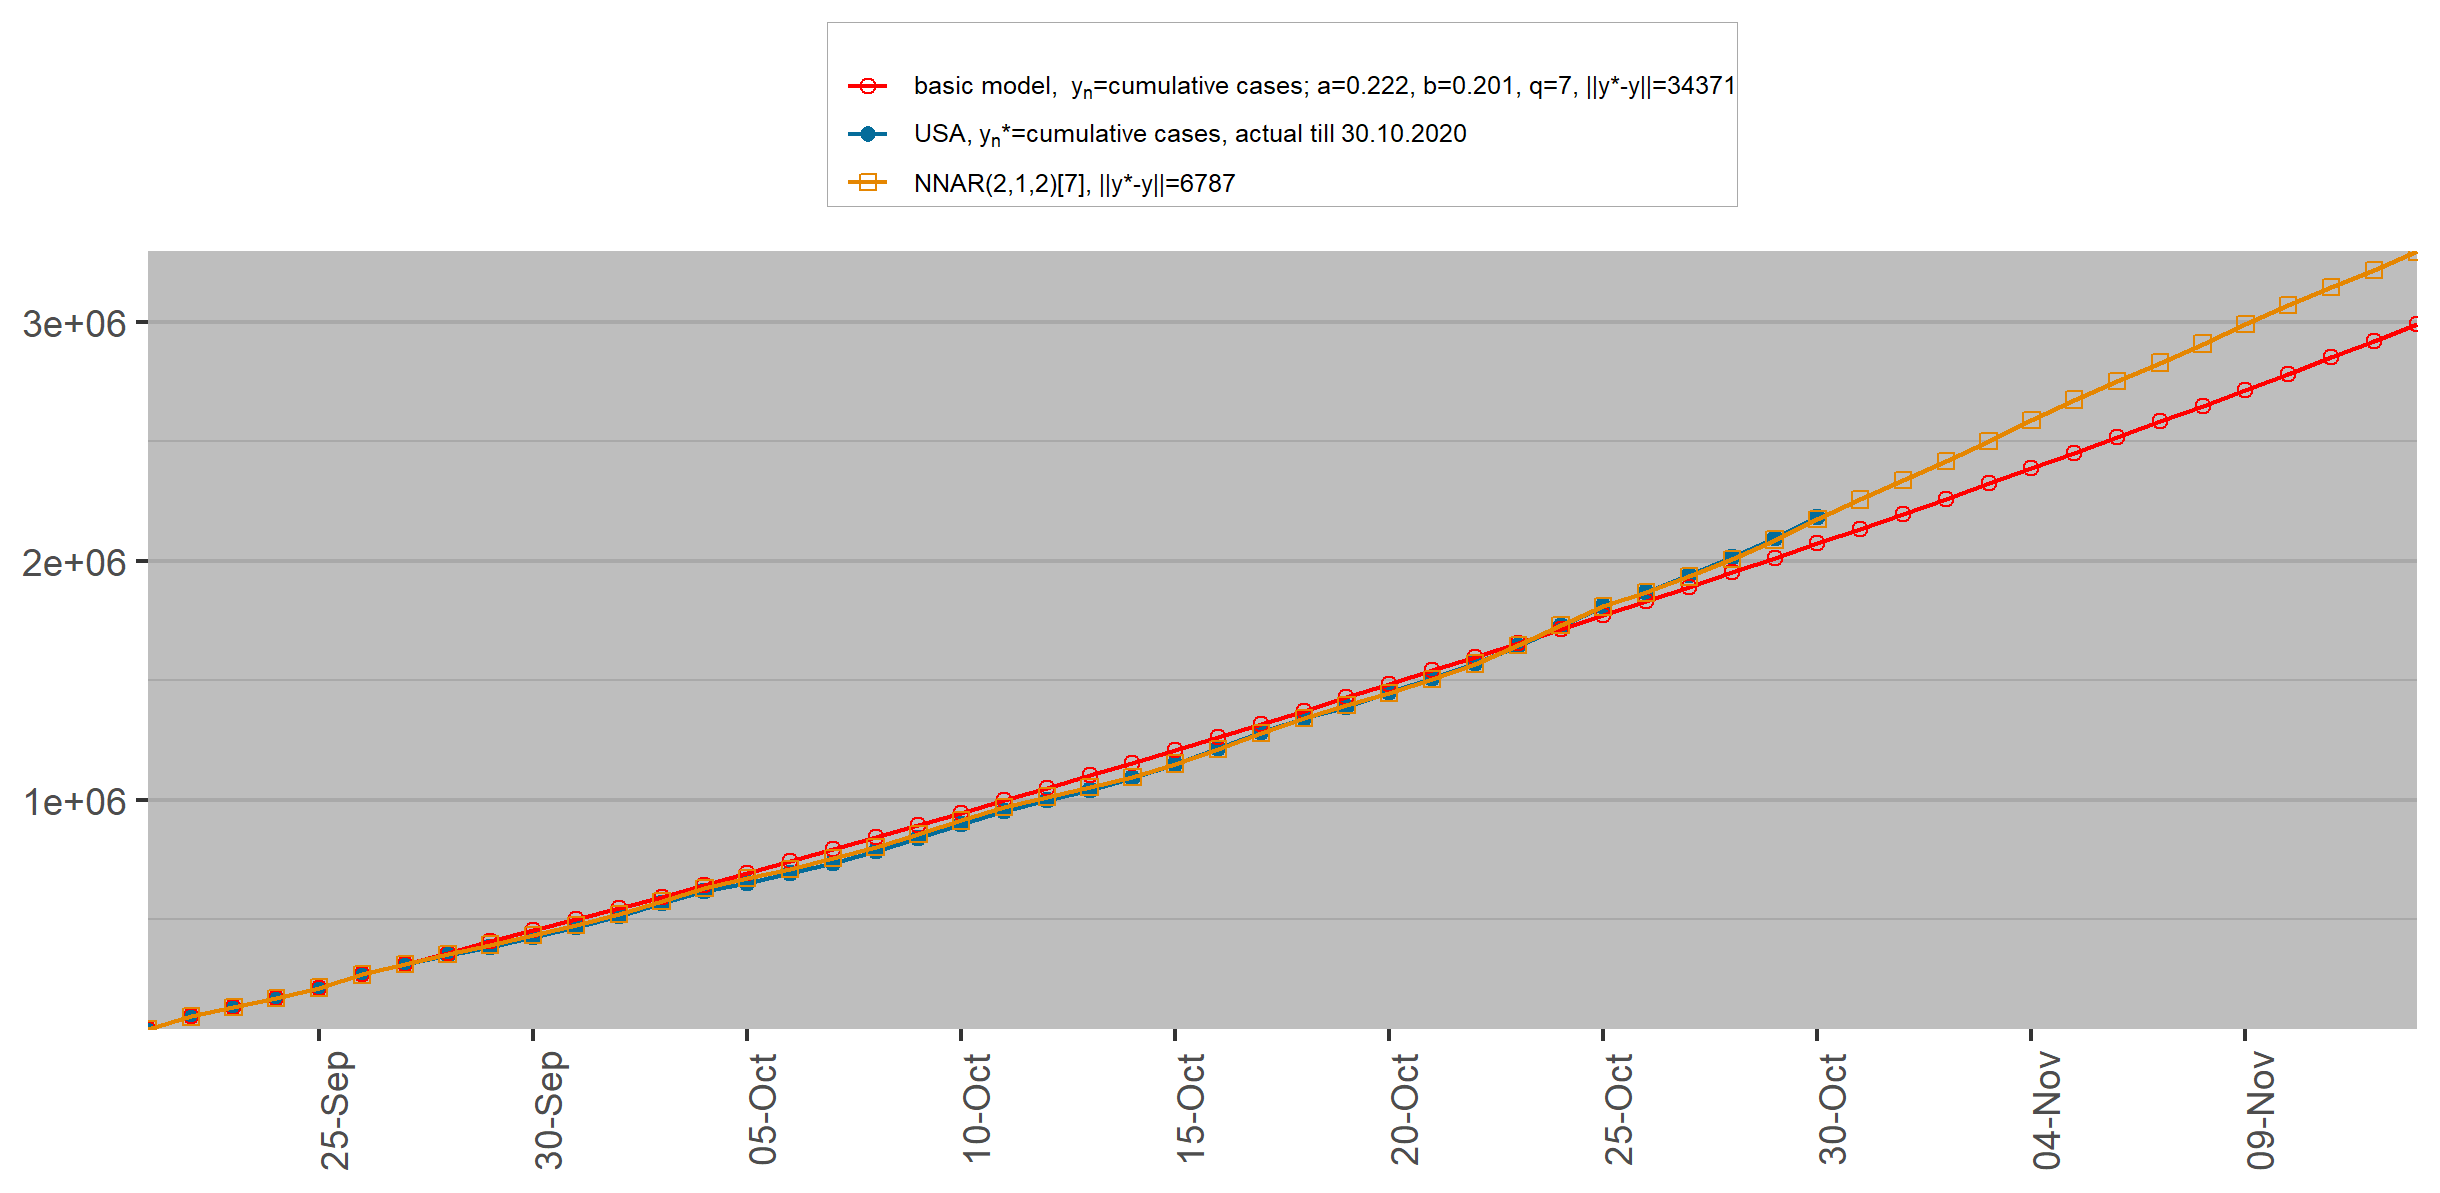 basic model, yn=cumulative cases; a=0.222, b=0.201, q=7, ||y*-y||=34371
USA, yn*=cumulative cases, actual till 30.10.2020
NNAR(2,1,2)[7], ||y*-y||=6787
3e+06
2e+06
1e+06
25-Sep
30-Sep
05-Oct
10-Oct
15-Oct
20-Oct
25-Oct
30-Oct
04-Nov
09-Nov